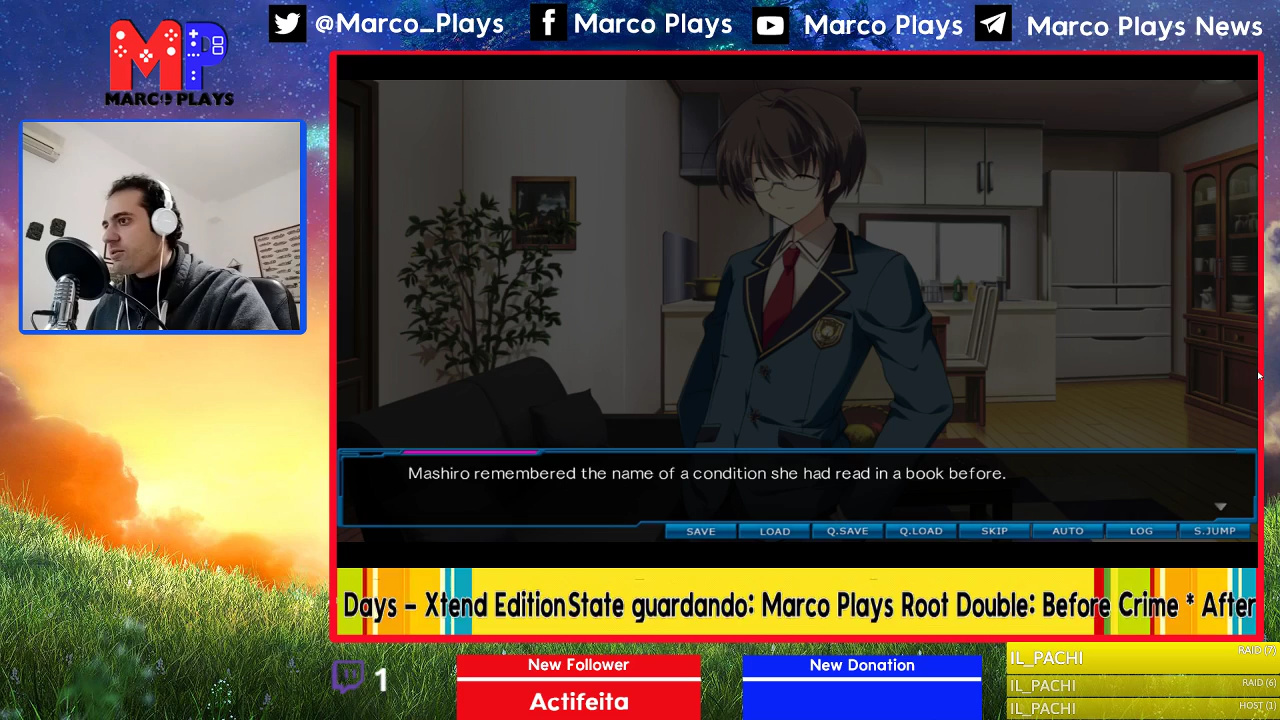 @Marco_Plays
Marco Plays
Marco Plays
Marco Plays News
MP
MARCO PLAYS
Mashiro remembered the name of a condition she had read in a book before.
SAVE
LOAD
Q.SAVE
Q.LOAD
SKIP
AUTO
LOG
S.JUMP
Days - Xtend EditionState guardando: Marco Plays Root Double: Before Crime * After
1
New Follower
Actifeita
New Donation
IL_PACHI
RAID (7)
IL_PACHI
RAID (6)
IL_PACHI
HOST (1)